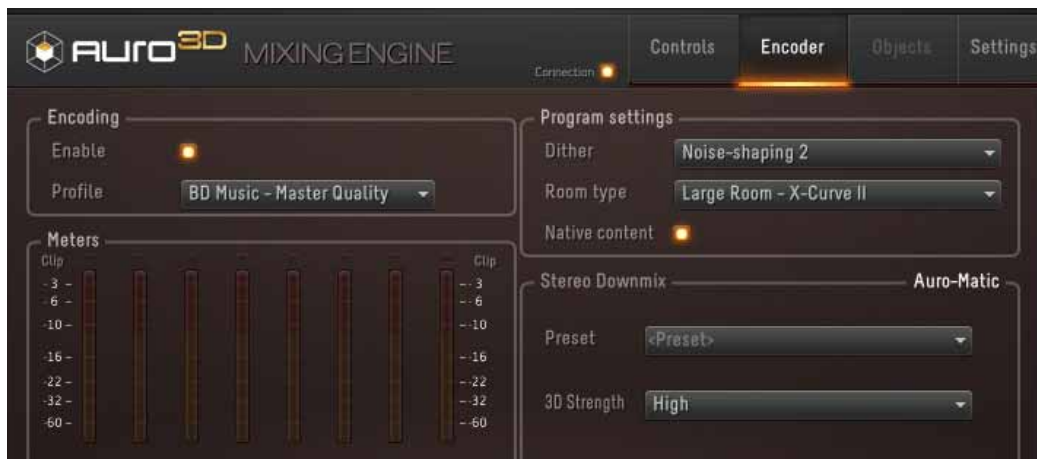 AURO3D MIXING ENGINE
Connection
Controls
Encoder
Objects
Settings
Encoding
Enable
Profile
BD Music - Master Quality
Program settings
Dither
Noise-shaping 2
Room type
Large Room - X-Curve II
Native content
Meters
Clip
-3 -
-6 -
-10 -
-16 -
-22 -
-32 -
-60 -
Clip
--3
--6
--10
--16
--22
--32
--60
Stereo Downmix
Auro-Matic
Preset
<Preset>
3D Strength
High